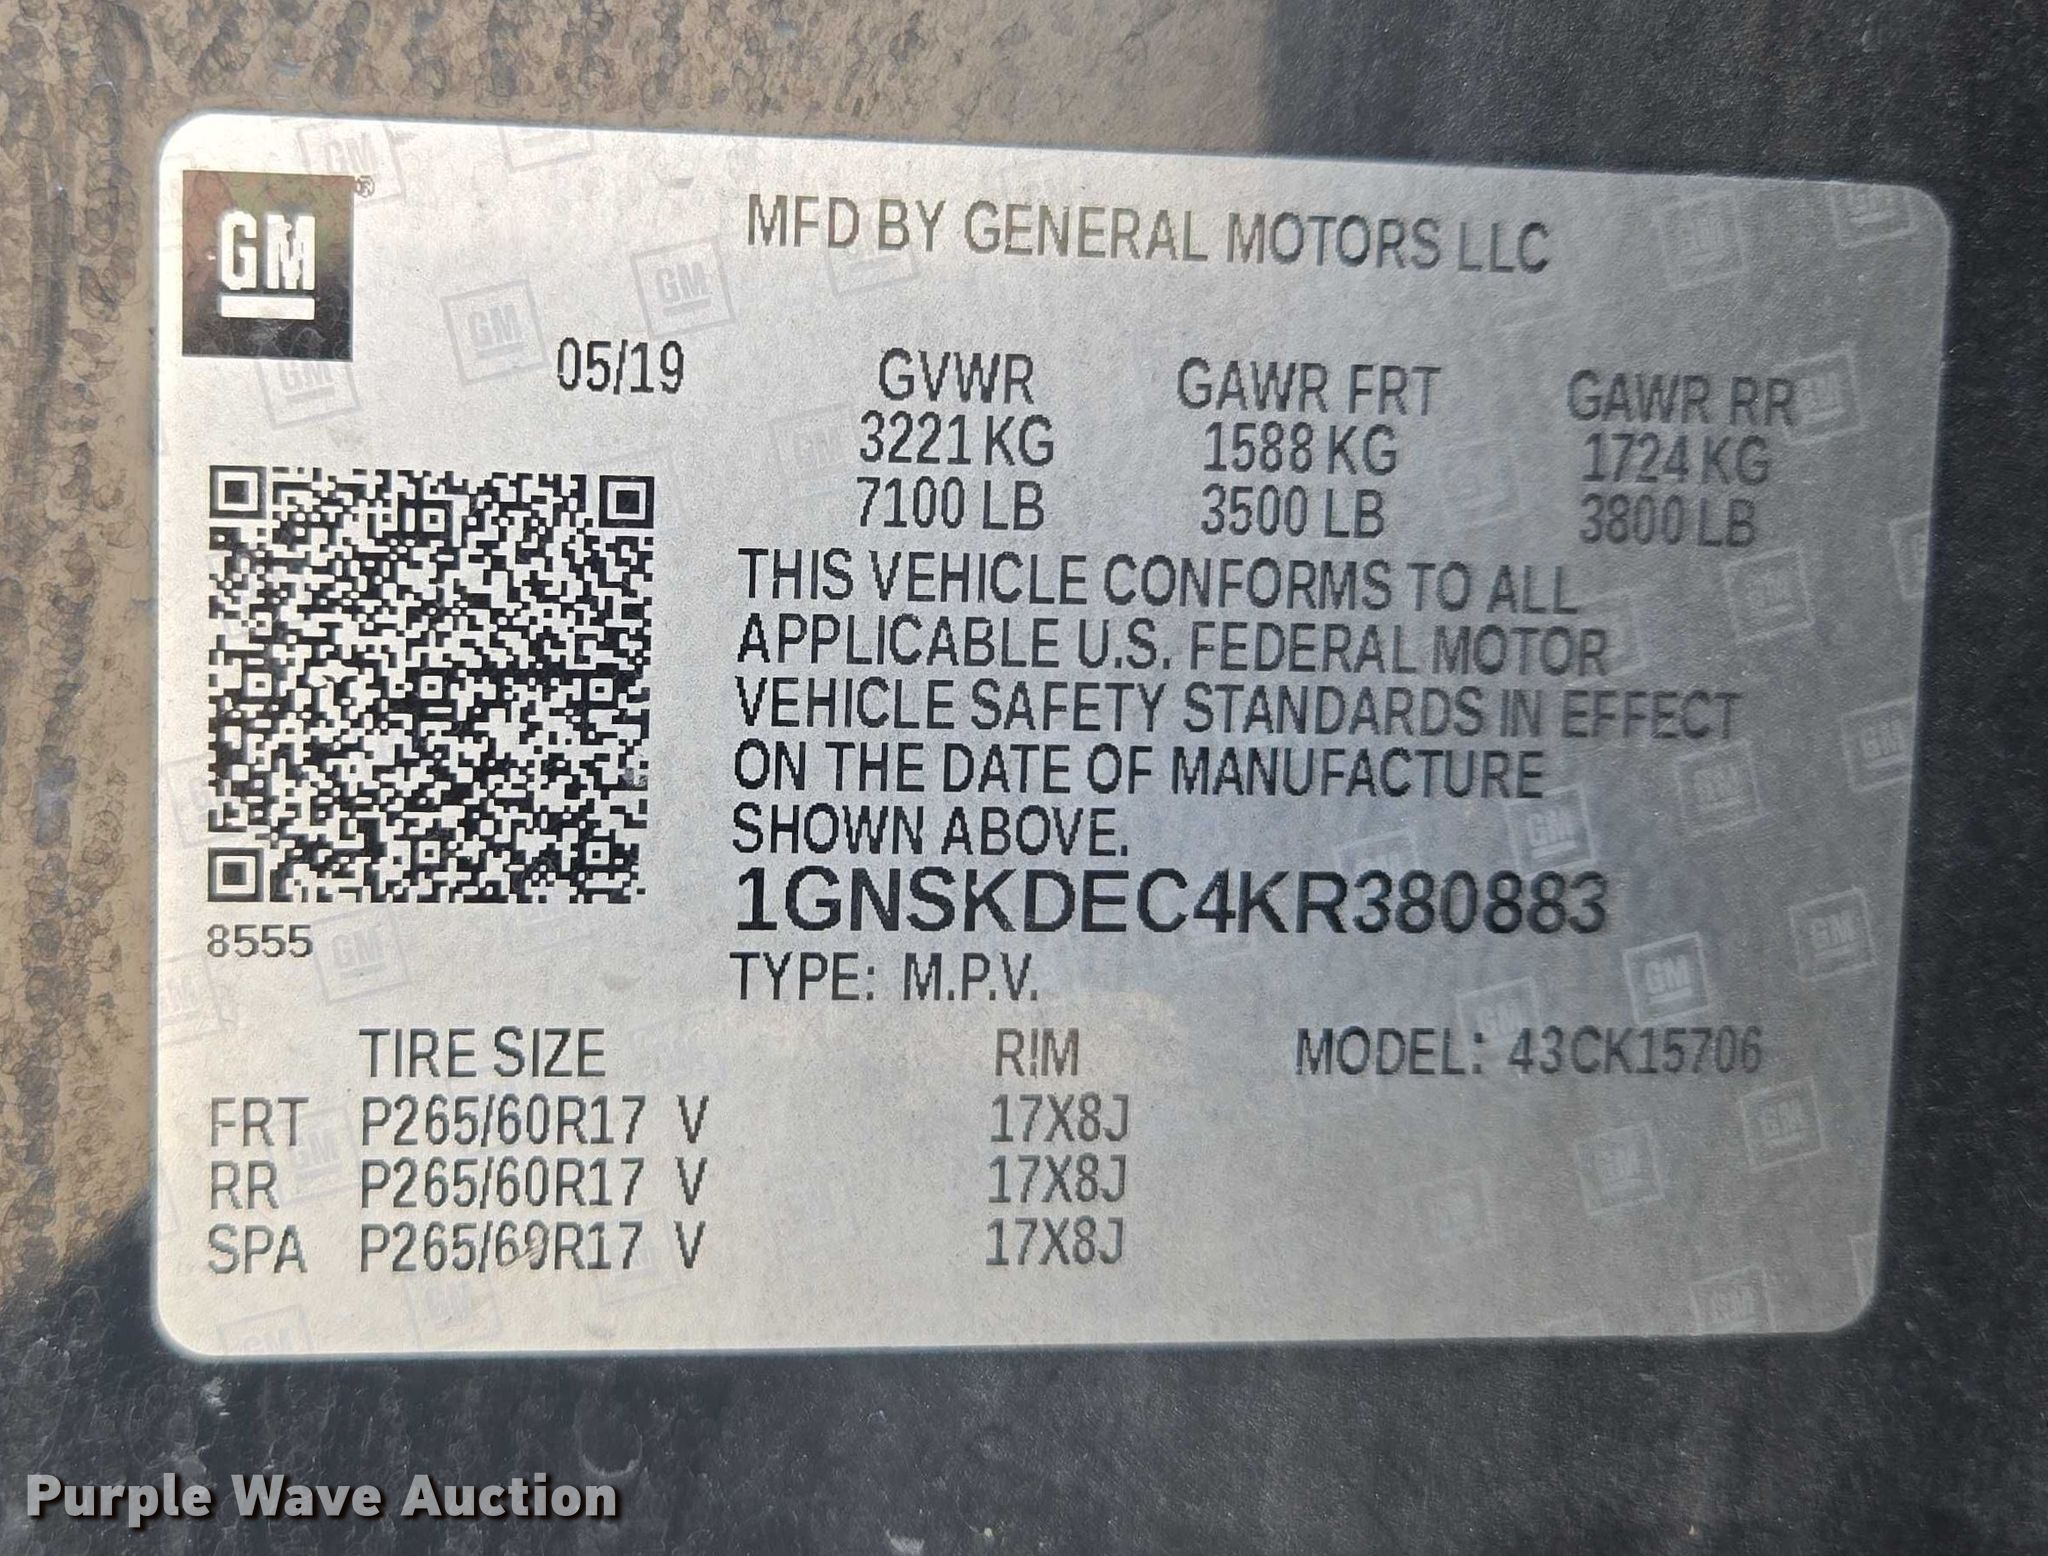 GM
MFD BY GENERAL MOTORS LLC
05/19 GVWR GAWR FRT GAWR RR
3221 KG 1588 KG 1724 KG
7100 LB 3500 LB 3800 LB
THIS VEHICLE CONFORMS TO ALL
APPLICABLE U.S. FEDERAL MOTOR
VEHICLE SAFETY STANDARDS IN EFFECT
ON THE DATE OF MANUFACTURE
SHOWN ABOVE.
1GNSKDEC4KR380883
8555
TYPE: M.P.V.
TIRE SIZE RIM MODEL: 43CK15706
FRT P265/60R17 V 17X8J
RR P265/60R17 V 17X8J
SPA P265/60R17 V 17X8J
Purple Wave Auction